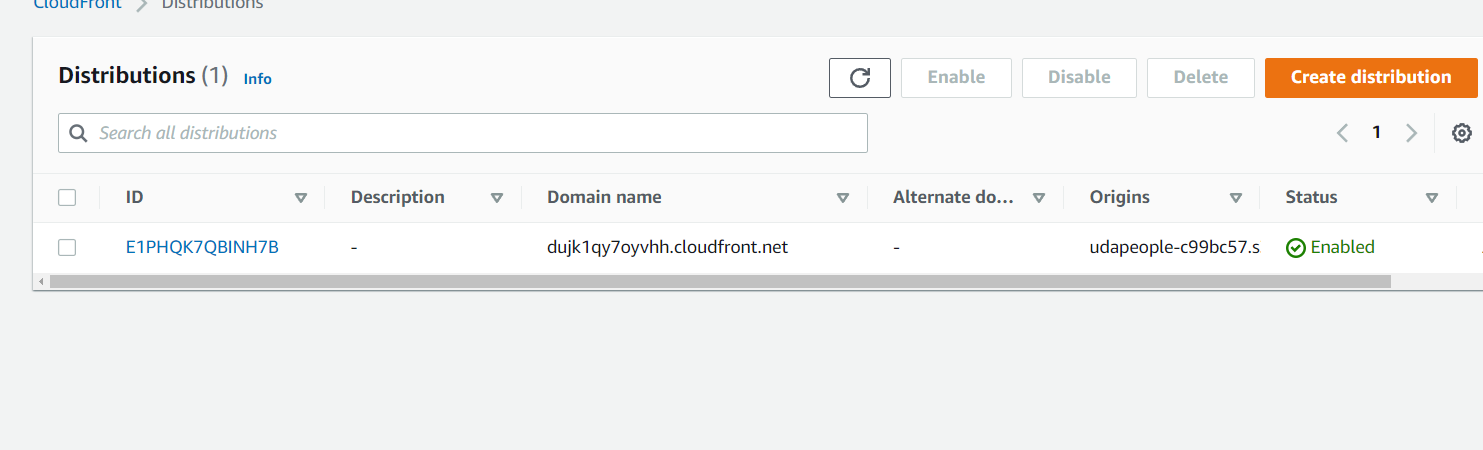 CloudFront Distributions
Distributions (1) Info
Enable Disable Delete Create distribution
Search all distributions
1
ID Description Domain name Alternate do... Origins Status
E1PHQK7QBINH7B - dujk1qy7oyvhh.cloudfront.net - udapeople-c99bc57.s Enabled